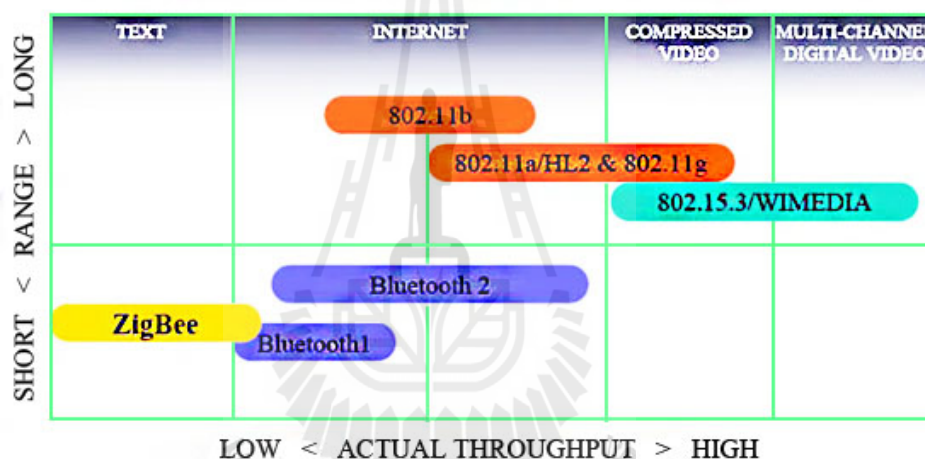 TEXT
INTERNET
COMPRESSED
VIDEO
MULTI-CHANNE
DIGITAL VIDEO
SHORT < RANGE > LONG
802.11b
802.11a/HL2 & 802.11g
802.15.3/WIMEDIA
Bluetooth 2
ZigBee
Bluetooth1
LOW < ACTUAL THROUGHPUT > HIGH